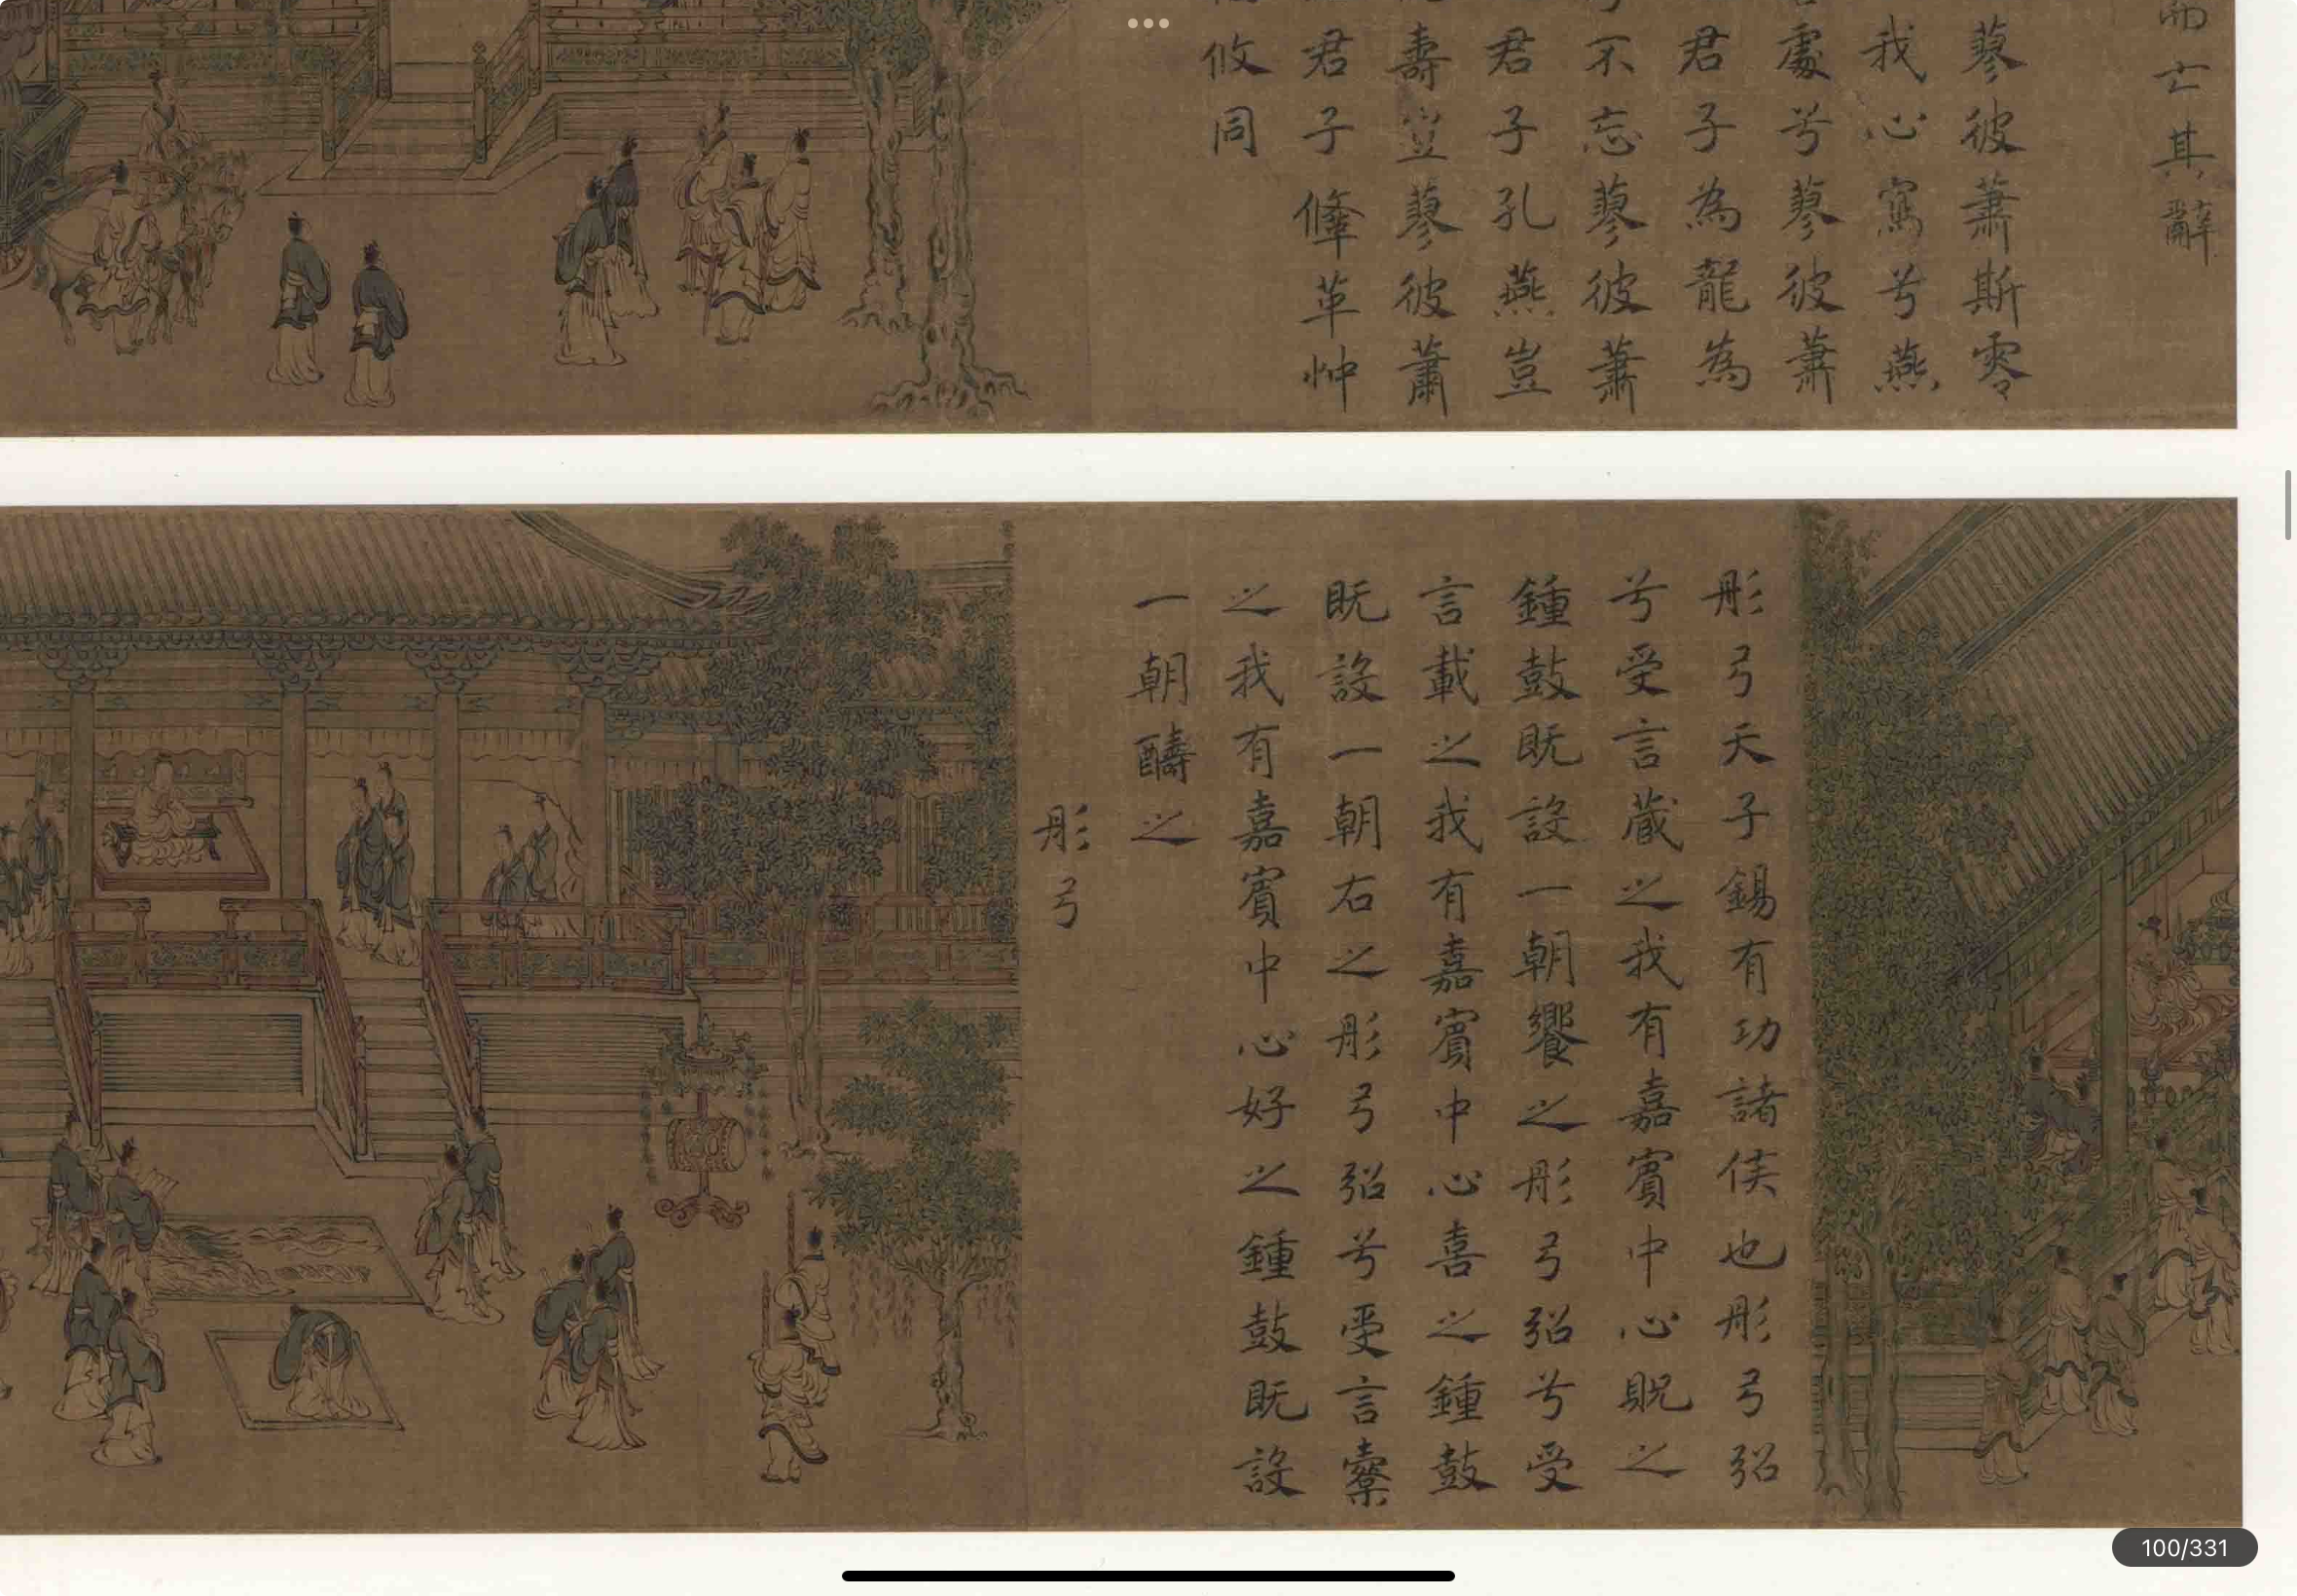 而亡其辭
蓼彼蕭斯零
我心寫兮燕
處兮蓼彼蕭
君子為龍為
不忘蓼彼蕭
君子孔燕豈
壽豈蓼彼蕭
君子鞗革忡
攸同
彤弓天子錫有功諸侯也彤弓弨
兮受言藏之我有嘉賓中心貺之
鍾鼓既設一朝饗之彤弓弨兮受
言載之我有嘉賓中心喜之鍾鼓
既設一朝右之彤弓弨兮受言櫜
之我有嘉賓中心好之鍾鼓既設
一朝醻之
彤弓
100/331